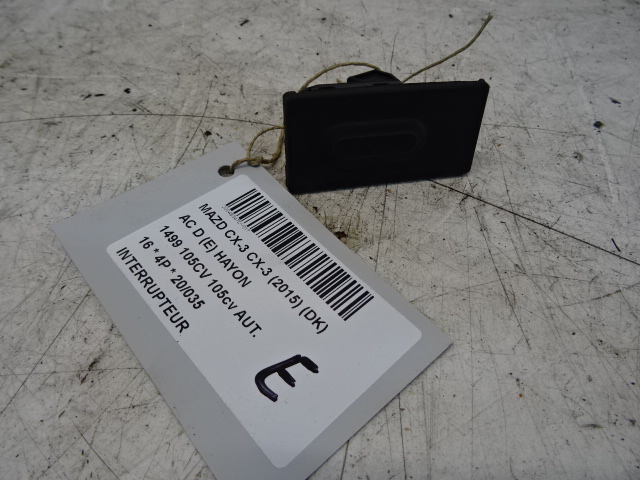 MAZD CX-3 CX-3 (2015) (DK)
AC D (E) HAYON
1499 105CV 105cv AUT.
16 * 4P * 20/035
INTERRUPTEUR
E